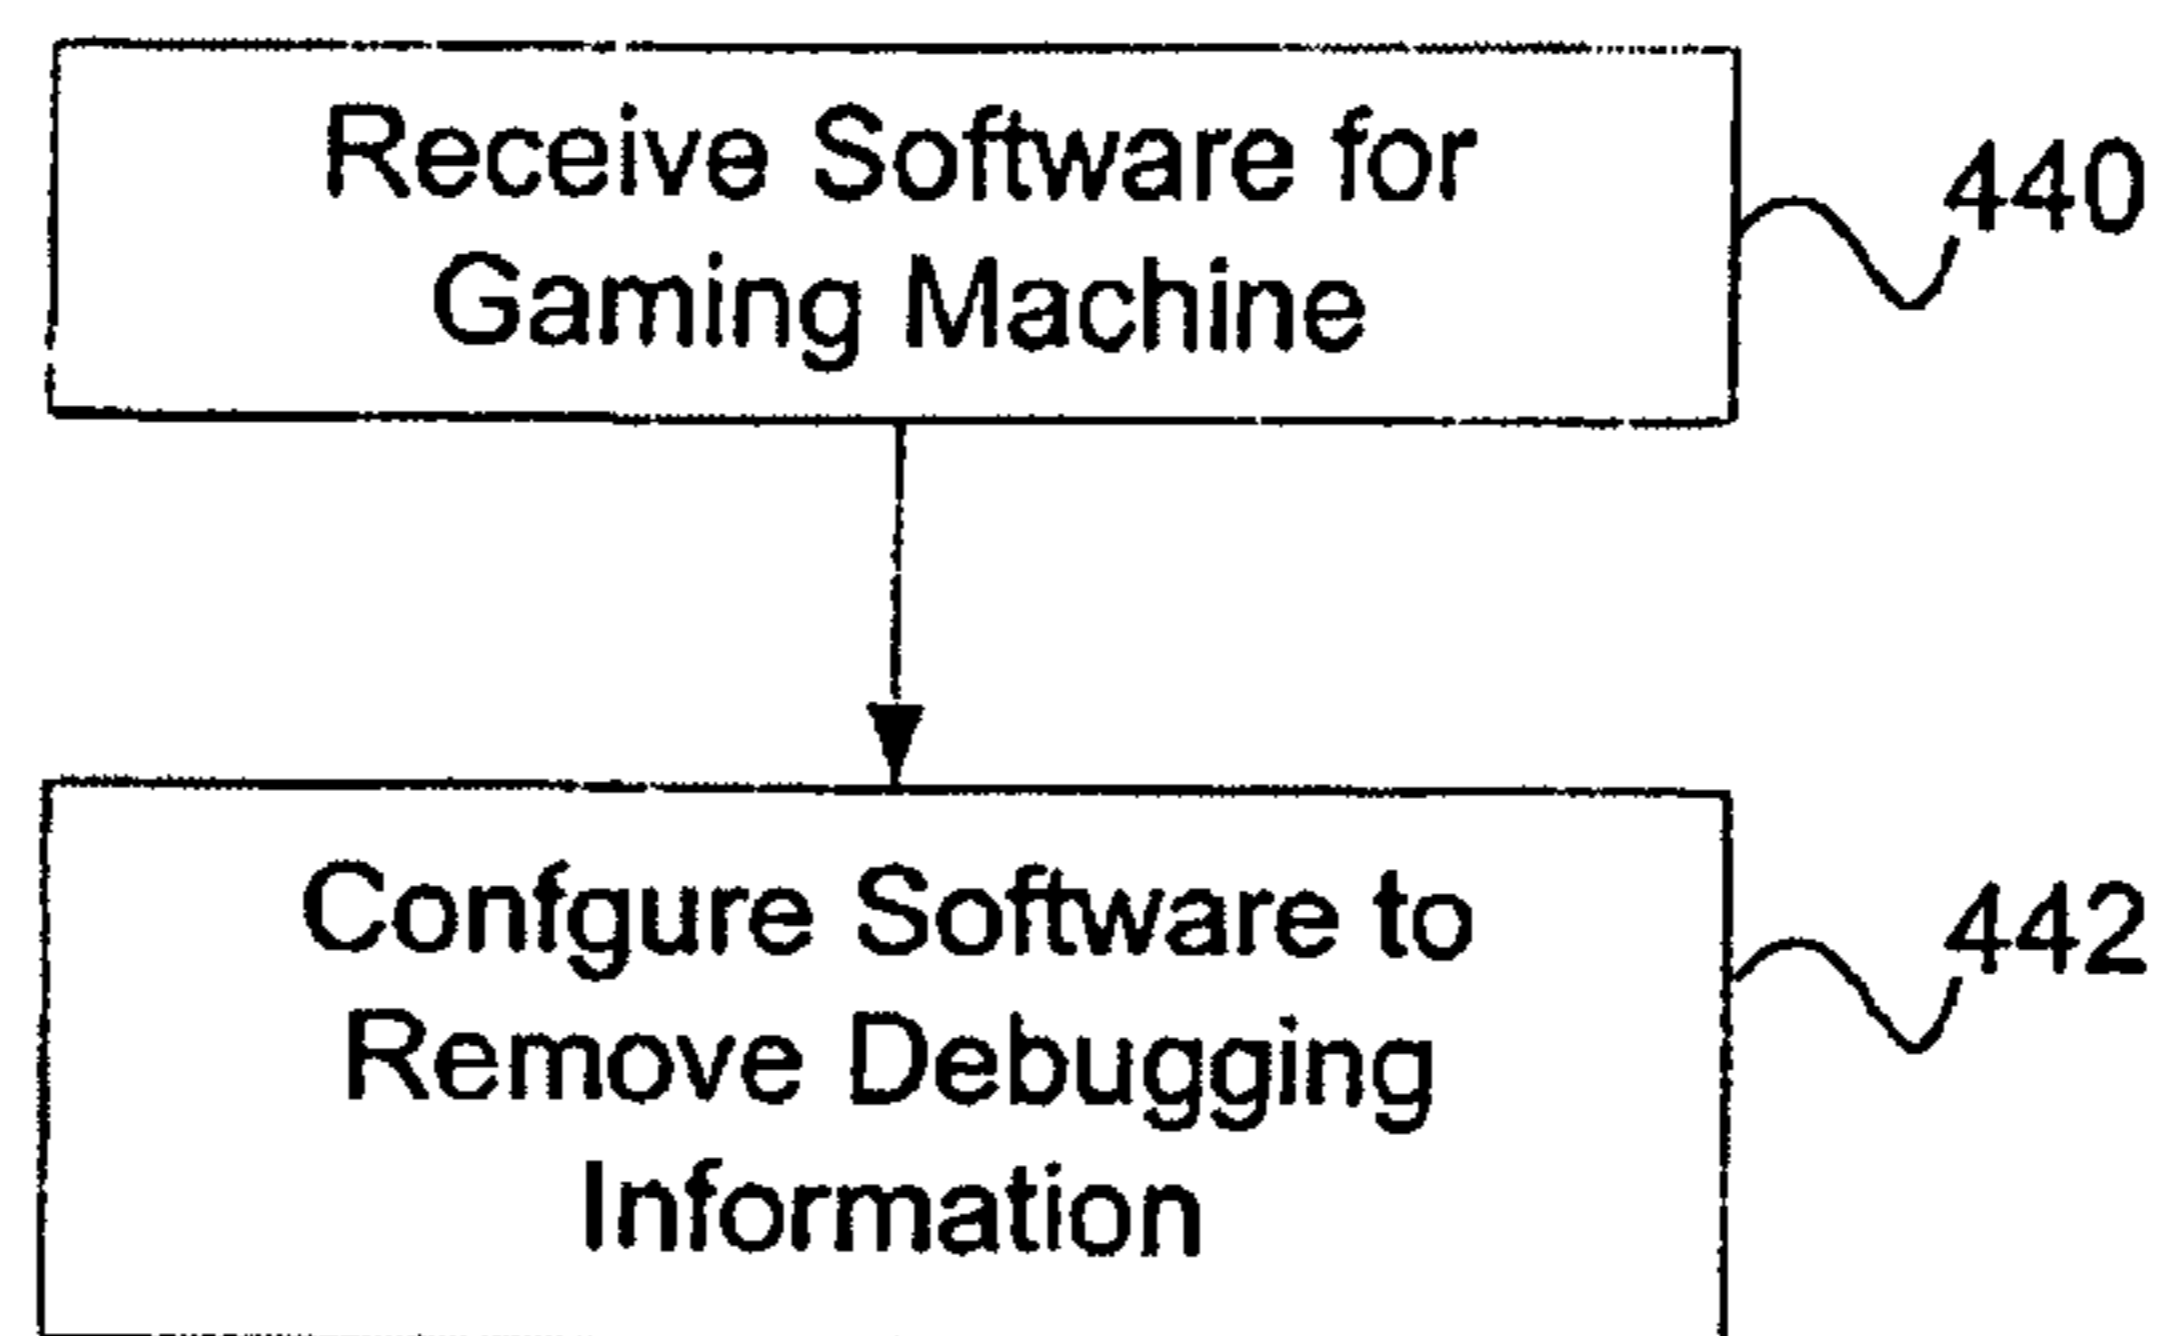 Receive Software for
Gaming Machine
440
Confgure Software to
Remove Debugging
Information
442